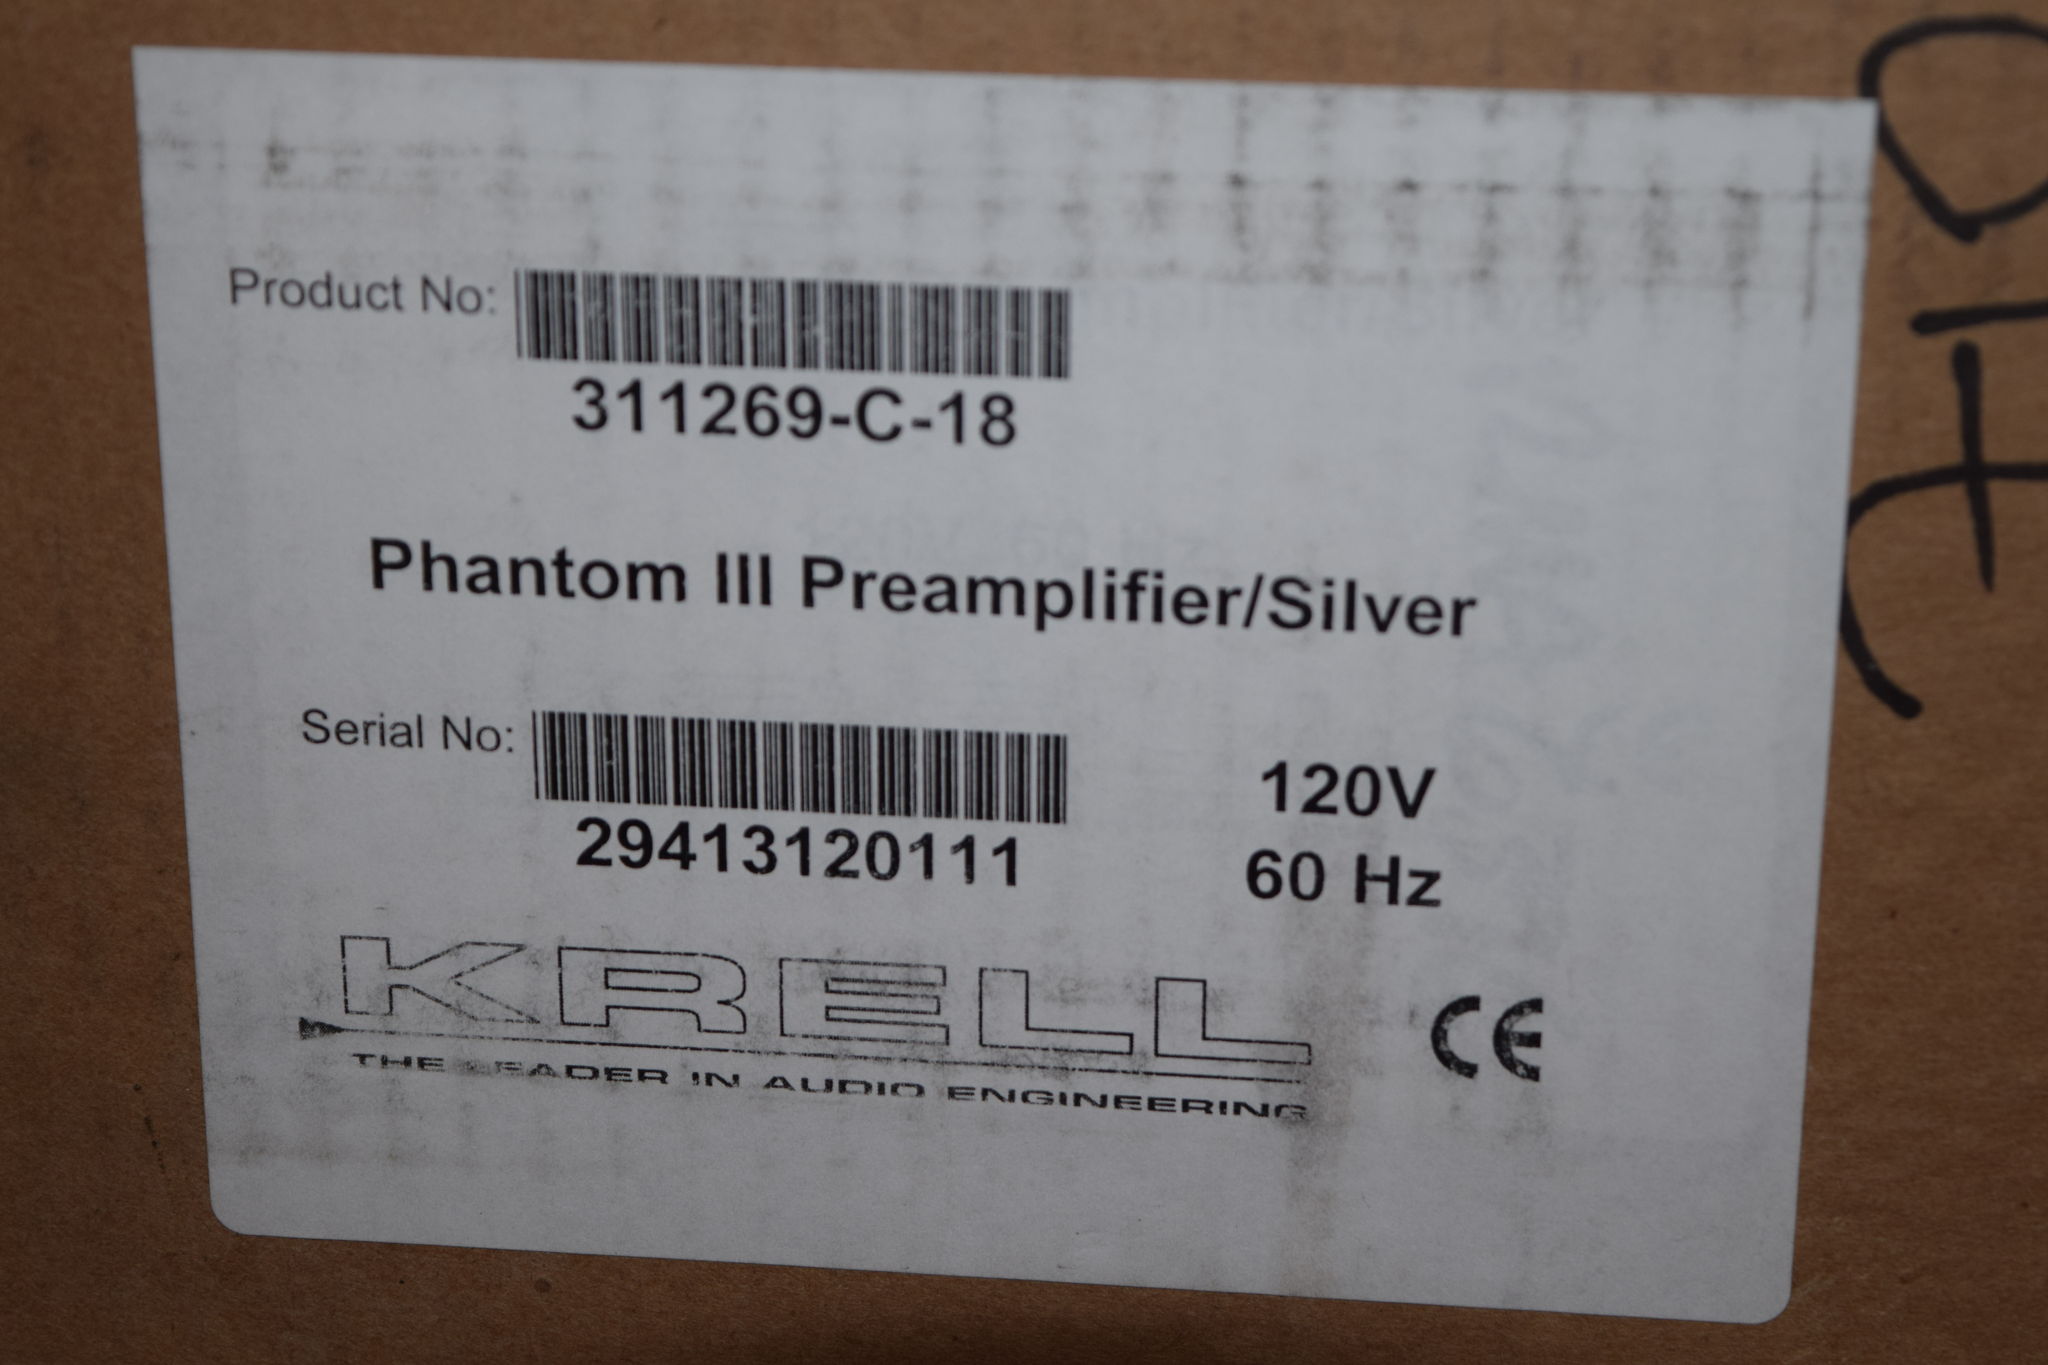 Product No:
311269-C-18
Phantom III Preamplifier/Silver
Serial No:
29413120111
120V
60 Hz
KRELL
THE LEADER IN AUDIO ENGINEERING
CE